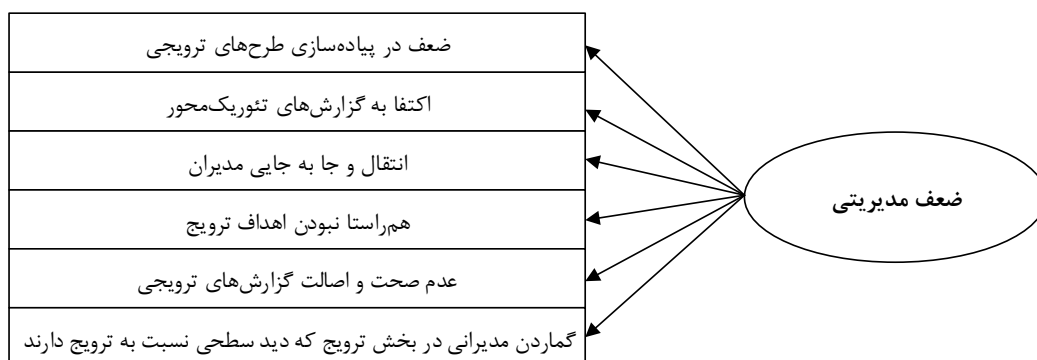 ضعف در پیاده‌سازی طرح‌های ترویجی
اکتفا به گزارش‌های تئوریک‌محور
انتقال و جا به جایی مدیران
هم‌راستا نبودن اهداف ترویج
عدم صحت و اصالت گزارش‌های ترویجی
گماردن مدیرانی در بخش ترویج که دید سطحی نسبت به ترویج دارند
ضعف مدیریتی